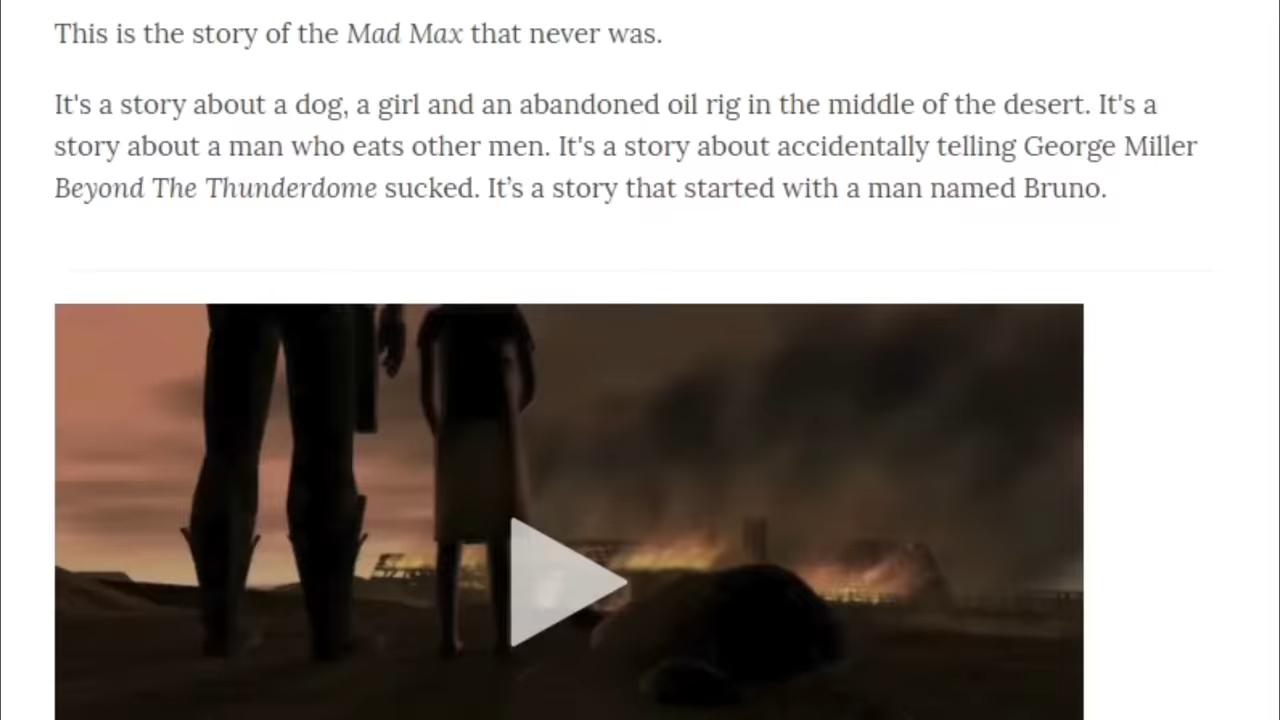 This is the story of the Mad Max that never was.
It's a story about a dog, a girl and an abandoned oil rig in the middle of the desert. It's a
story about a man who eats other men. It's a story about accidentally telling George Miller
Beyond The Thunderdome sucked. It’s a story that started with a man named Bruno.